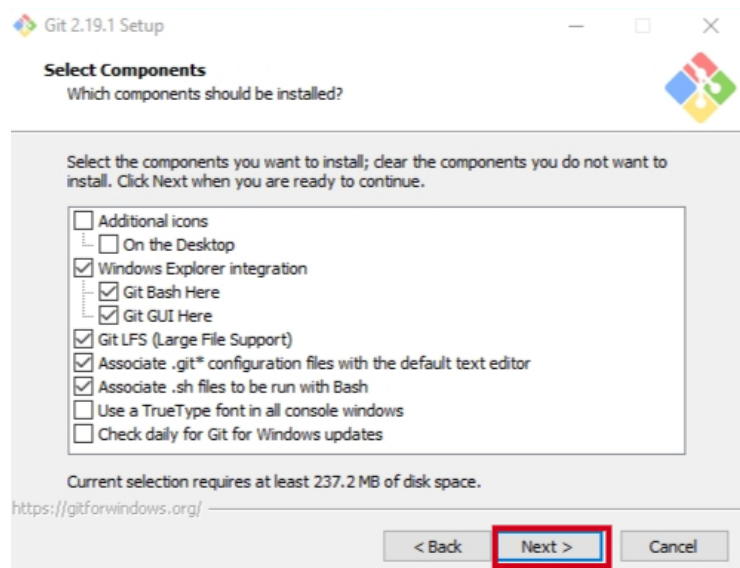 Git 2.19.1 Setup
Select Components
Which components should be installed?
Select the components you want to install; clear the components you do not want to
install. Click Next when you are ready to continue.
Additional icons
On the Desktop
Windows Explorer integration
Git Bash Here
Git GUI Here
Git LFS (Large File Support)
Associate .git* configuration files with the default text editor
Associate .sh files to be run with Bash
Use a TrueType font in all console windows
Check daily for Git for Windows updates
Current selection requires at least 237.2 MB of disk space.
https://gitforwindows.org/
< Back Next > Cancel